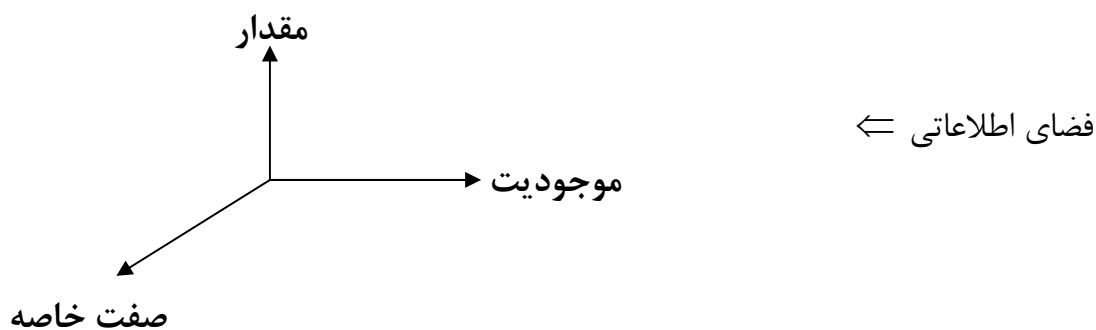 مقدار
فضای اطلاعاتی ⇐
موجودیت
صفت خاصه